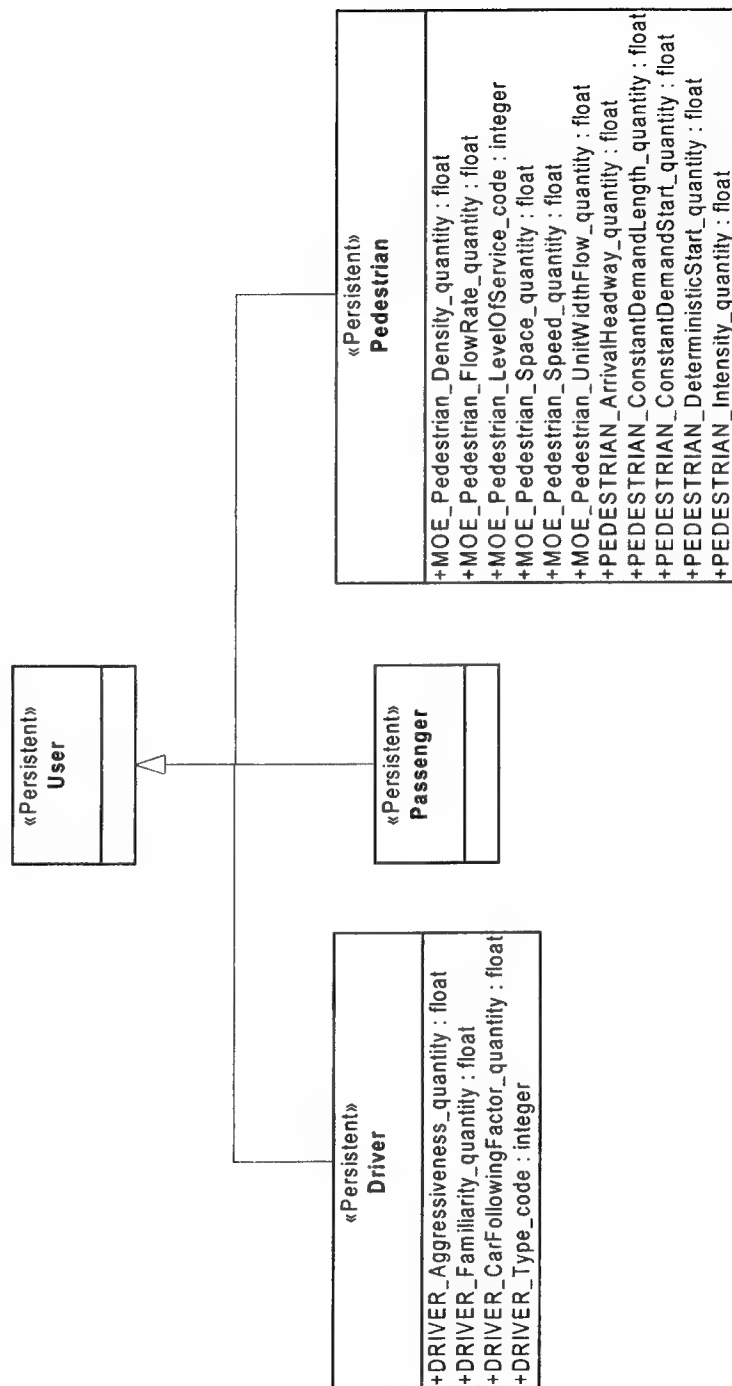 «Persistent»
User
«Persistent»
Driver
+DRIVER_Aggressiveness_quantity : float
+DRIVER_Familiarity_quantity : float
+DRIVER_CarFollowingFactor_quantity : float
+DRIVER_Type_code : integer
«Persistent»
Passenger
«Persistent»
Pedestrian
+MOE_Pedestrian_Density_quantity : float
+MOE_Pedestrian_FlowRate_quantity : float
+MOE_Pedestrian_LevelOfService_code : integer
+MOE_Pedestrian_Space_quantity : float
+MOE_Pedestrian_Speed_quantity : float
+MOE_Pedestrian_UnitWidthFlow_quantity : float
+PEDESTRIAN_ArrivalHeadway_quantity : float
+PEDESTRIAN_ConstantDemandLength_quantity : float
+PEDESTRIAN_ConstantDemandStart_quantity : float
+PEDESTRIAN_DeterministicStart_quantity : float
+PEDESTRIAN_Intensity_quantity : float